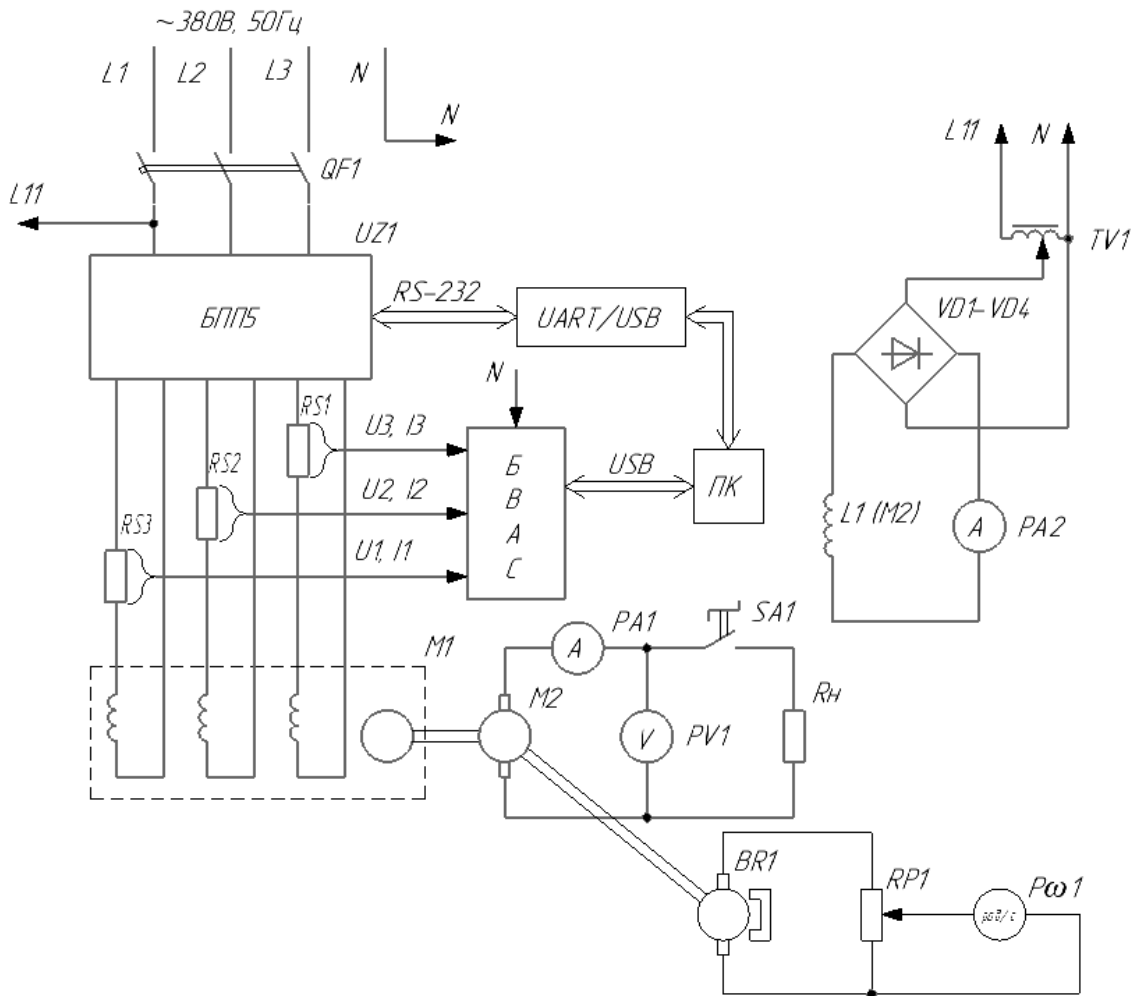 ~380В, 50Гц
L1
L2
L3
N
N
QF1
L11
UZ1
БПП5
RS-232
UART/USB
L11
N
TV1
VD1-VD4
N
RS1
U3, I3
RS2
U2, I2
RS3
U1, I1
Б
В
А
С
USB
ПК
L1 (M2)
A
PA2
M1
PA1
A
SA1
M2
V
PV1
Rн
BR1
RP1
Pω1
рад/с